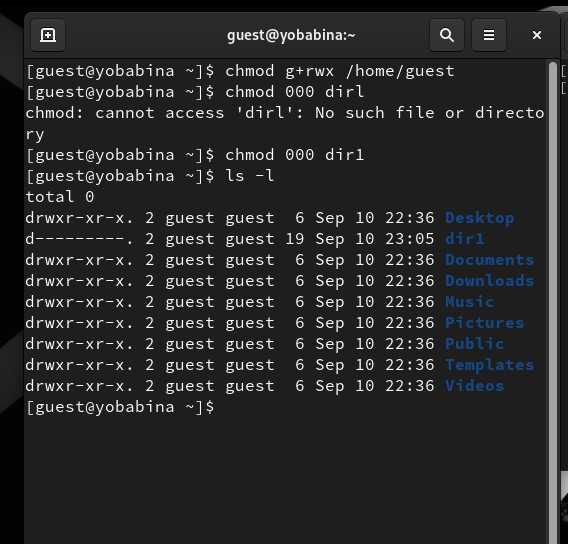 guest@yobabina:~
[guest@yobabina ~]$ chmod g+rwx /home/guest
[guest@yobabina ~]$ chmod 000 dirl
chmod: cannot access 'dirl': No such file or directo
ry
[guest@yobabina ~]$ chmod 000 dir1
[guest@yobabina ~]$ ls -l
total 0
drwxr-xr-x. 2 guest guest  6 Sep 10 22:36 Desktop
d---------. 2 guest guest 19 Sep 10 23:05 dir1
drwxr-xr-x. 2 guest guest  6 Sep 10 22:36 Documents
drwxr-xr-x. 2 guest guest  6 Sep 10 22:36 Downloads
drwxr-xr-x. 2 guest guest  6 Sep 10 22:36 Music
drwxr-xr-x. 2 guest guest  6 Sep 10 22:36 Pictures
drwxr-xr-x. 2 guest guest  6 Sep 10 22:36 Public
drwxr-xr-x. 2 guest guest  6 Sep 10 22:36 Templates
drwxr-xr-x. 2 guest guest  6 Sep 10 22:36 Videos
[guest@yobabina ~]$